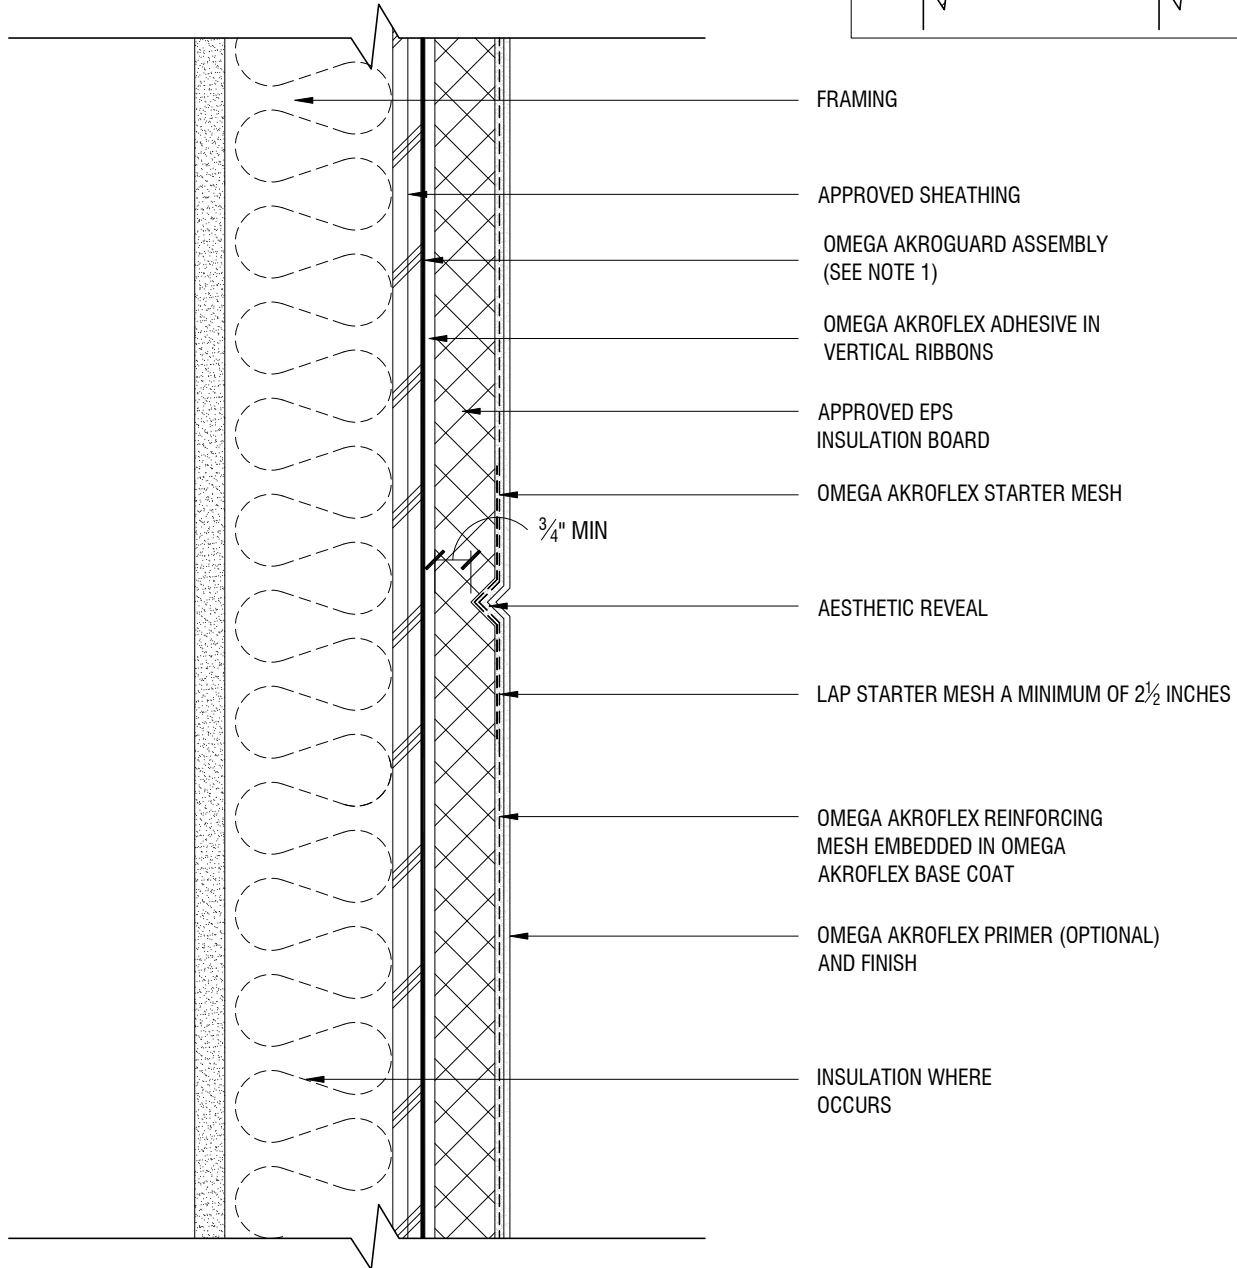 FRAMING
APPROVED SHEATHING
OMEGA AKROGUARD ASSEMBLY
(SEE NOTE 1)
OMEGA AKROFLEX ADHESIVE IN
VERTICAL RIBBONS
APPROVED EPS
INSULATION BOARD
OMEGA AKROFLEX STARTER MESH
¾" MIN
AESTHETIC REVEAL
LAP STARTER MESH A MINIMUM OF 2½ INCHES
OMEGA AKROFLEX REINFORCING
MESH EMBEDDED IN OMEGA
AKROFLEX BASE COAT
OMEGA AKROFLEX PRIMER (OPTIONAL)
AND FINISH
INSULATION WHERE
OCCURS